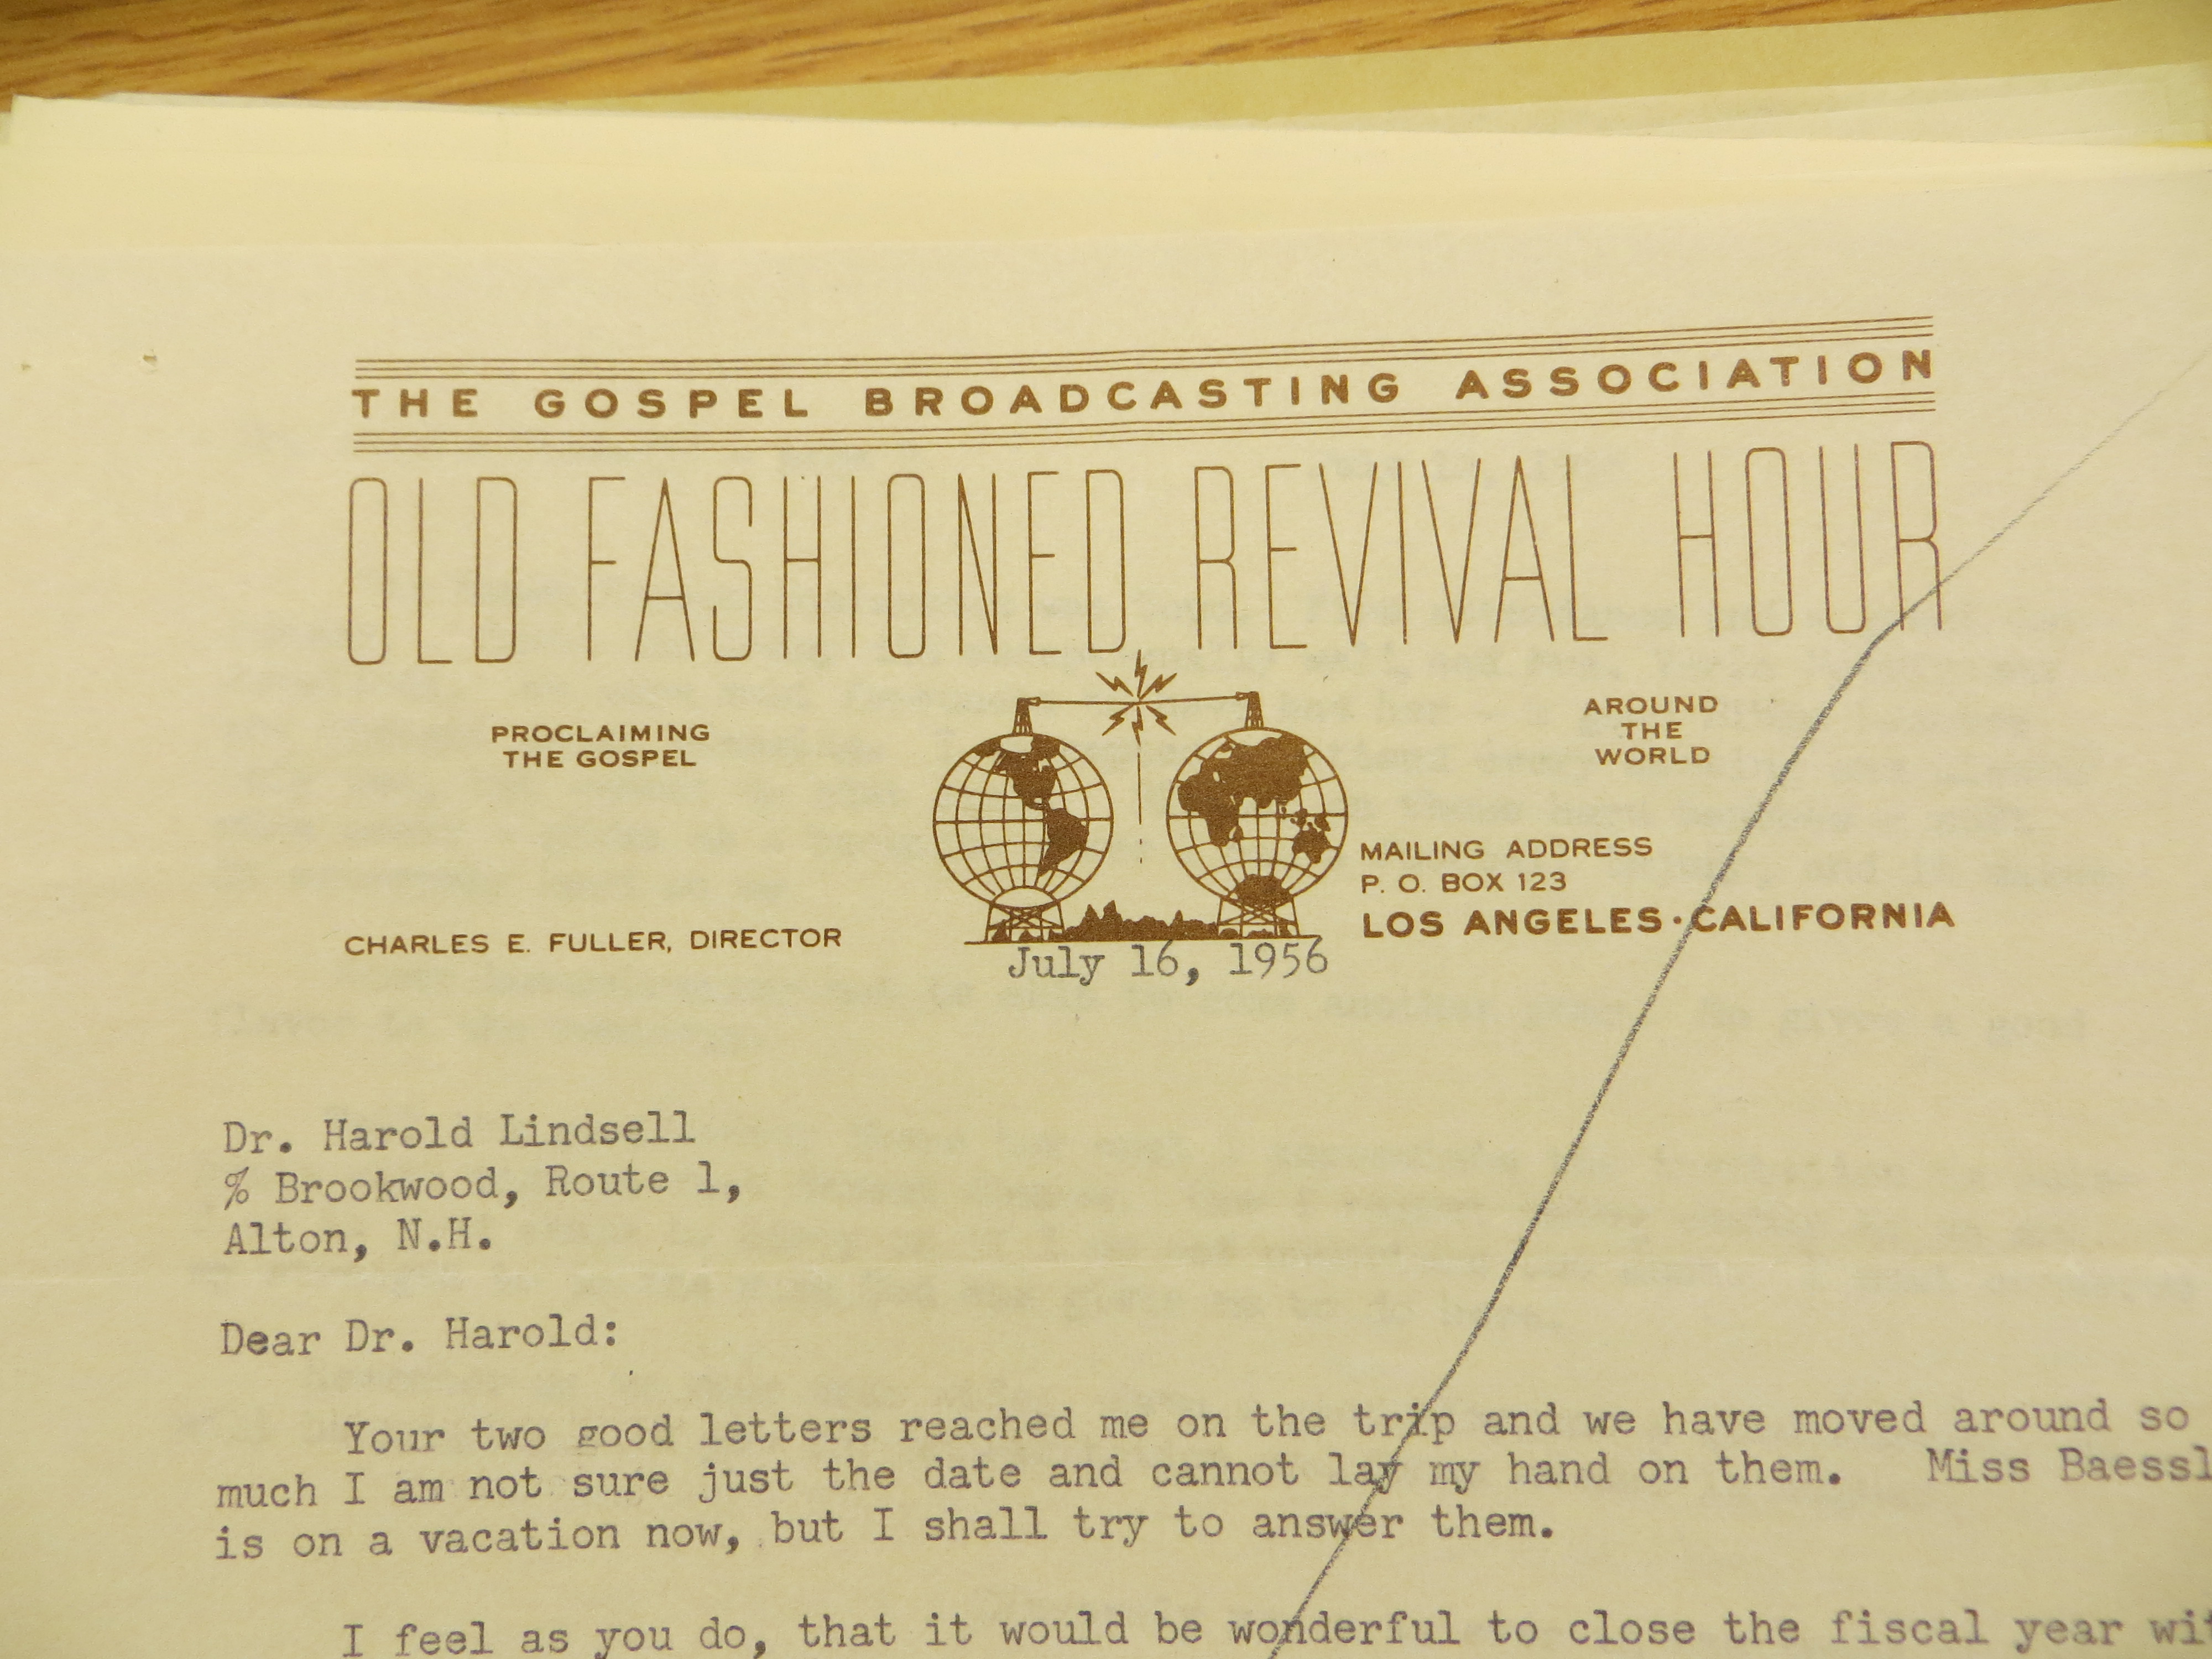 THE GOSPEL BROADCASTING ASSOCIATION
OLD FASHIONED REVIVAL HOUR
PROCLAIMING
THE GOSPEL
AROUND
THE
WORLD
MAILING ADDRESS
P. O. BOX 123
LOS ANGELES · CALIFORNIA
CHARLES E. FULLER, DIRECTOR
July 16, 1956
Dr. Harold Lindsell
% Brookwood, Route 1,
Alton, N.H.
Dear Dr. Harold:
Your two good letters reached me on the trip and we have moved around so
much I am not sure just the date and cannot lay my hand on them. Miss Baessl
is on a vacation now, but I shall try to answer them.
I feel as you do, that it would be wonderful to close the fiscal year wit